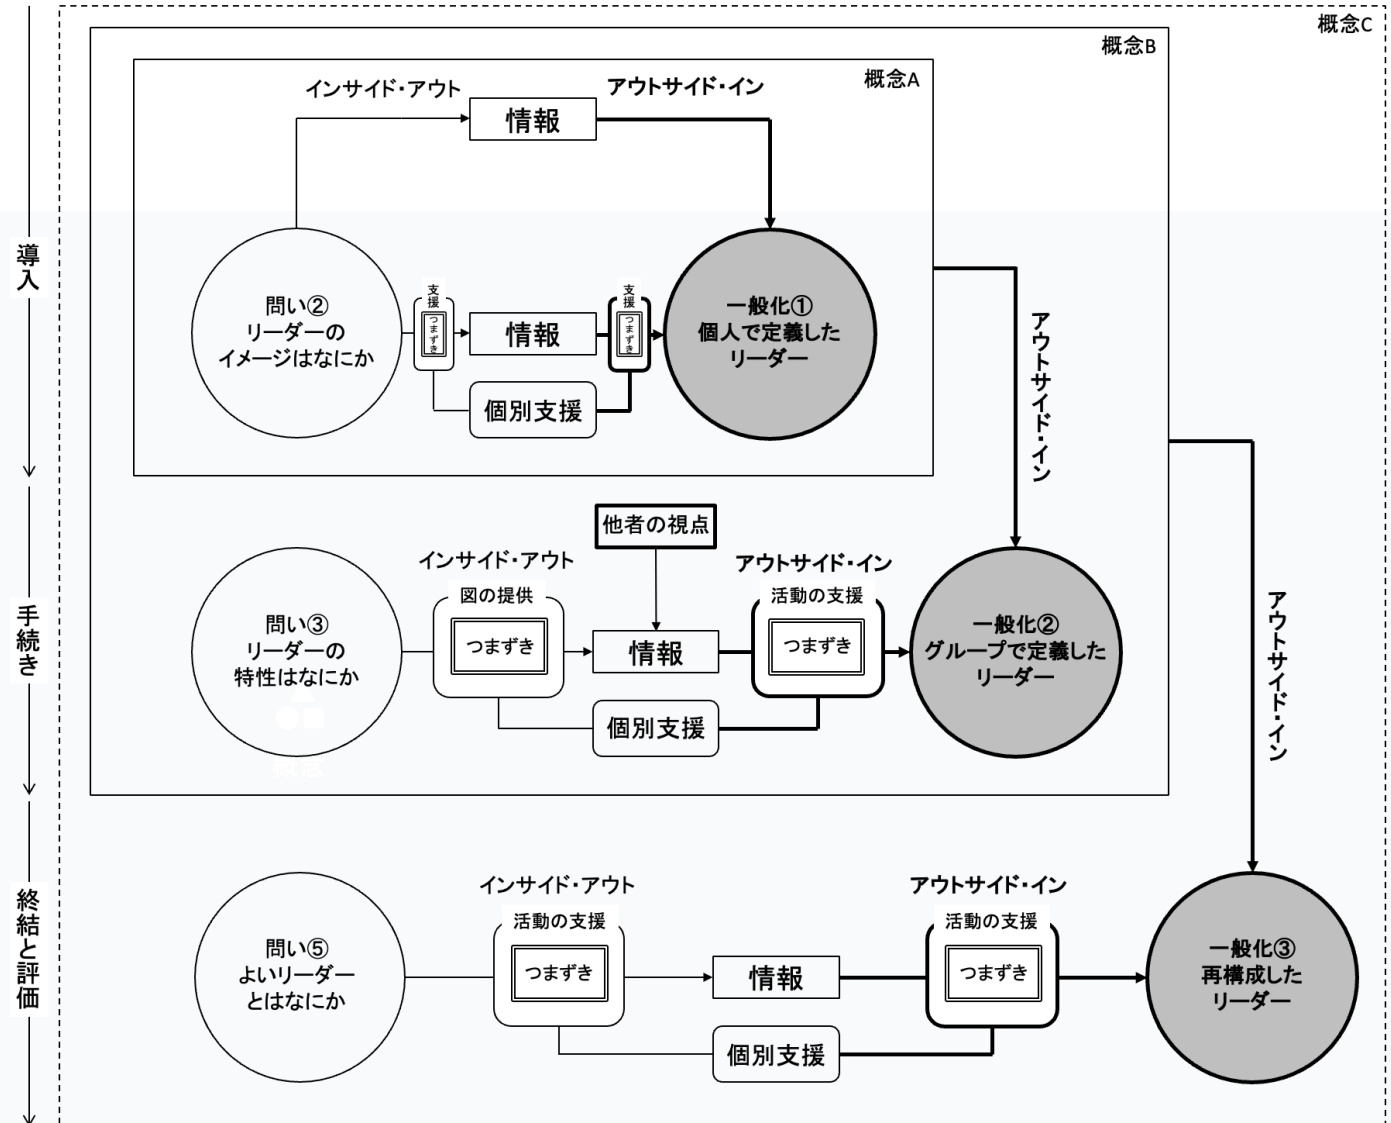 概念C
概念B
概念A
インサイド・アウト
アウトサイド・イン
情報
導入
問い②
リーダーの
イメージはなにか
支援
つまずき
情報
支援
つまずき
個別支援
一般化①
個人で定義した
リーダー
アウトサイド・イン
手続き
他者の視点
インサイド・アウト
アウトサイド・イン
問い③
リーダーの
特性はなにか
図の提供
つまずき
情報
活動の支援
つまずき
個別支援
一般化②
グループで定義した
リーダー
アウトサイド・イン
終結と評価
インサイド・アウト
アウトサイド・イン
問い⑤
よいリーダー
とはなにか
活動の支援
つまずき
情報
活動の支援
つまずき
個別支援
一般化③
再構成した
リーダー